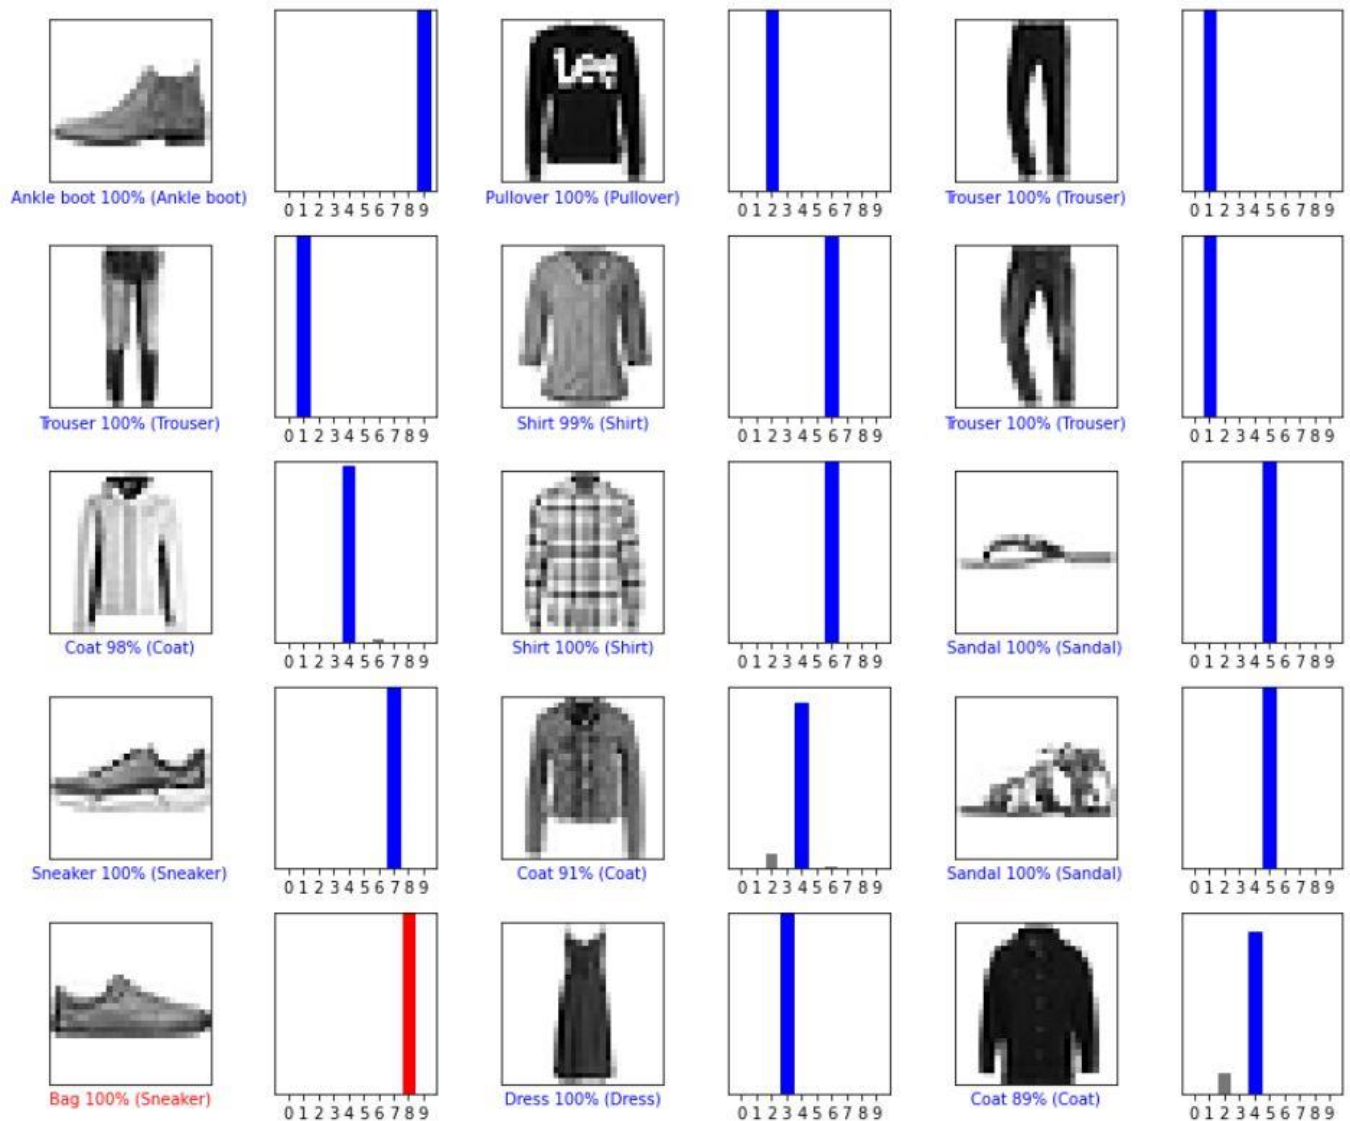 Lee
Ankle boot 100% (Ankle boot)
0 1 2 3 4 5 6 7 8 9
Pullover 100% (Pullover)
0 1 2 3 4 5 6 7 8 9
Trouser 100% (Trouser)
0 1 2 3 4 5 6 7 8 9
Trouser 100% (Trouser)
0 1 2 3 4 5 6 7 8 9
Shirt 99% (Shirt)
0 1 2 3 4 5 6 7 8 9
Trouser 100% (Trouser)
0 1 2 3 4 5 6 7 8 9
Coat 98% (Coat)
0 1 2 3 4 5 6 7 8 9
Shirt 100% (Shirt)
0 1 2 3 4 5 6 7 8 9
Sandal 100% (Sandal)
0 1 2 3 4 5 6 7 8 9
Sneaker 100% (Sneaker)
0 1 2 3 4 5 6 7 8 9
Coat 91% (Coat)
0 1 2 3 4 5 6 7 8 9
Sandal 100% (Sandal)
0 1 2 3 4 5 6 7 8 9
Bag 100% (Sneaker)
0 1 2 3 4 5 6 7 8 9
Dress 100% (Dress)
0 1 2 3 4 5 6 7 8 9
Coat 89% (Coat)
0 1 2 3 4 5 6 7 8 9